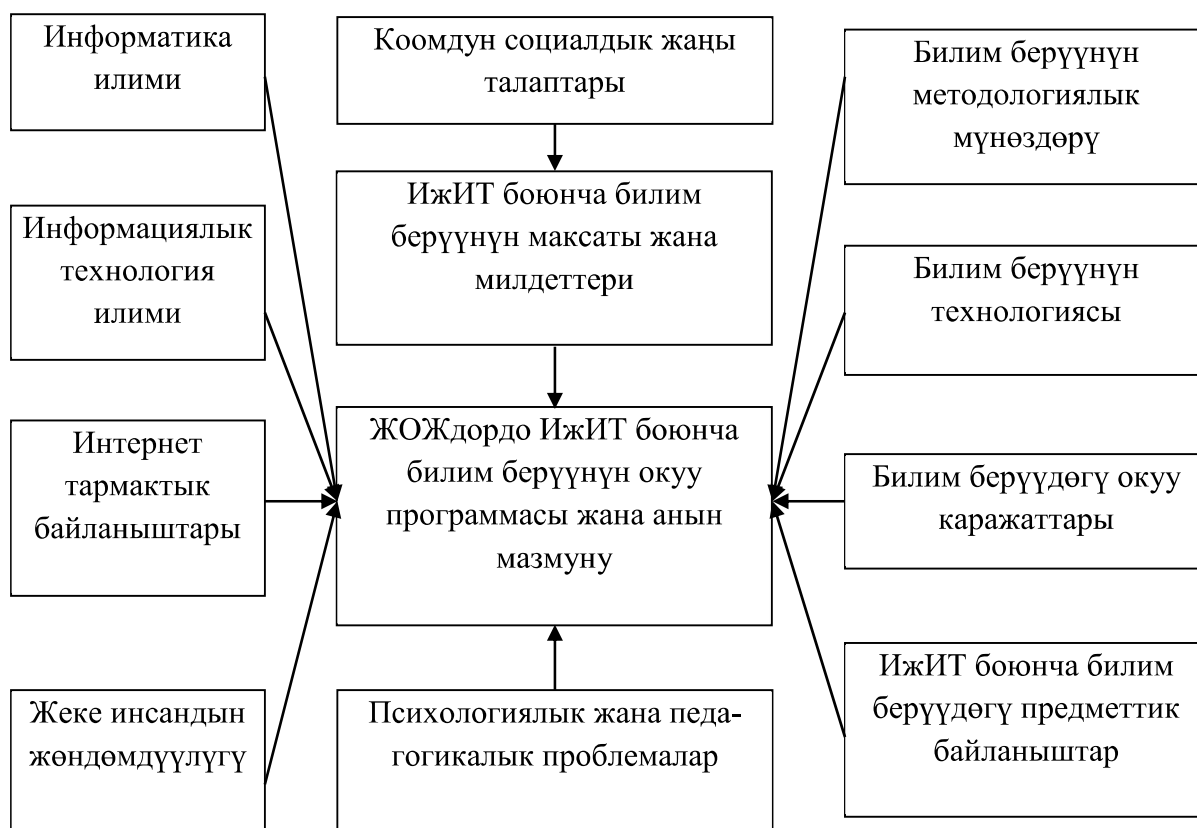 Информатика
илими
Информациялык
технология
илими
Интернет
тармактык
байланыштары
Жеке инсандын
жөндөмдүүлүгү
Коомдун социалдык жаңы
талаптары
ИжИТ боюнча билим
берүүнүн максаты жана
милдеттери
ЖОЖдордо ИжИТ боюнча
билим берүүнүн окуу
программасы жана анын
мазмуну
Психологиялык жана педа-
гогикалык проблемалар
Билим берүүнүн
методологиялык
мүнөздөрү
Билим берүүнүн
технологиясы
Билим берүүдөгү окуу
каражаттары
ИжИТ боюнча билим
берүүдөгү предметтик
байланыштар